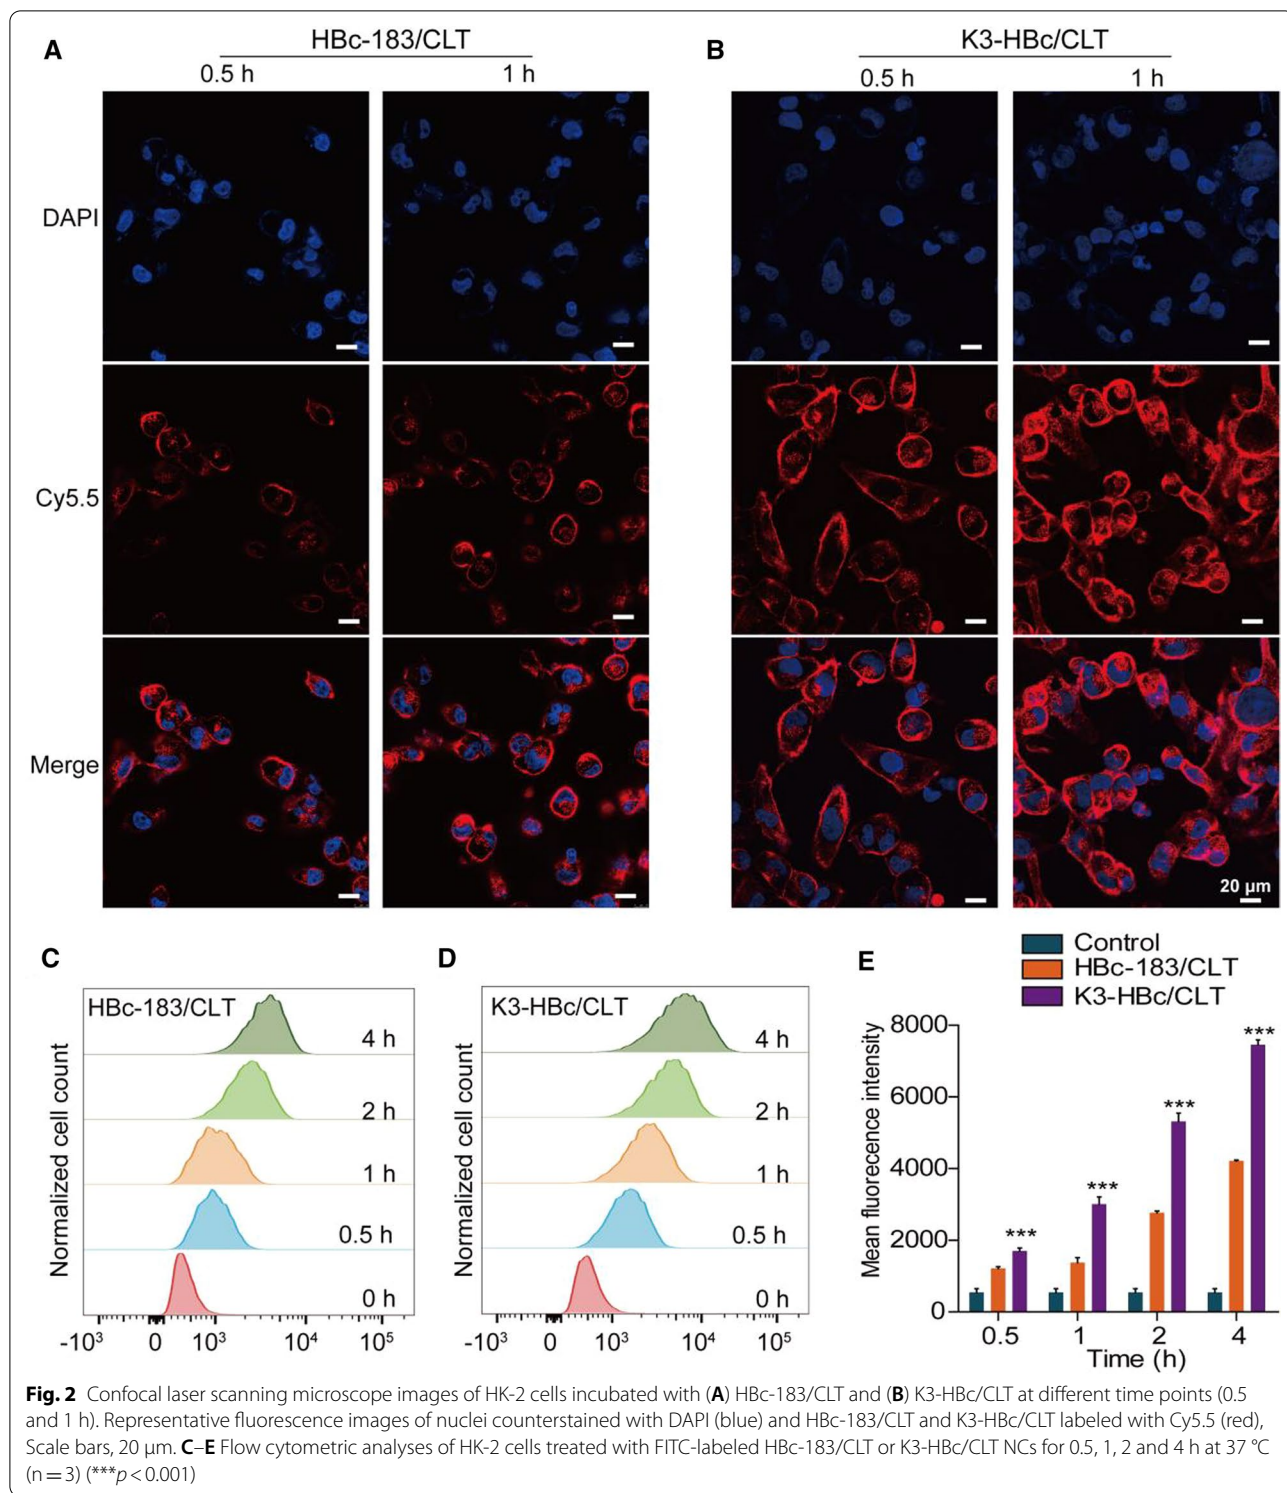 A
HBc-183/CLT
0.5 h
1 h
B
K3-HBc/CLT
0.5 h
1 h
DAPI
Cy5.5
Merge
20 µm
C
HBc-183/CLT
4 h
2 h
1 h
0.5 h
0 h
Normalized cell count
-10³ 0 10³ 10⁴ 10⁵
D
K3-HBc/CLT
4 h
2 h
1 h
0.5 h
0 h
Normalized cell count
-10³ 0 10³ 10⁴ 10⁵
E
Control
HBc-183/CLT
K3-HBc/CLT
Mean fluorecence intensity
8000
6000
4000
2000
0
***
***
***
***
0.5 1 2 4
Time (h)
Fig. 2 Confocal laser scanning microscope images of HK-2 cells incubated with (A) HBc-183/CLT and (B) K3-HBc/CLT at different time points (0.5
and 1 h). Representative fluorescence images of nuclei counterstained with DAPI (blue) and HBc-183/CLT and K3-HBc/CLT labeled with Cy5.5 (red),
Scale bars, 20 µm. C–E Flow cytometric analyses of HK-2 cells treated with FITC-labeled HBc-183/CLT or K3-HBc/CLT NCs for 0.5, 1, 2 and 4 h at 37 °C
(n = 3) (***p < 0.001)